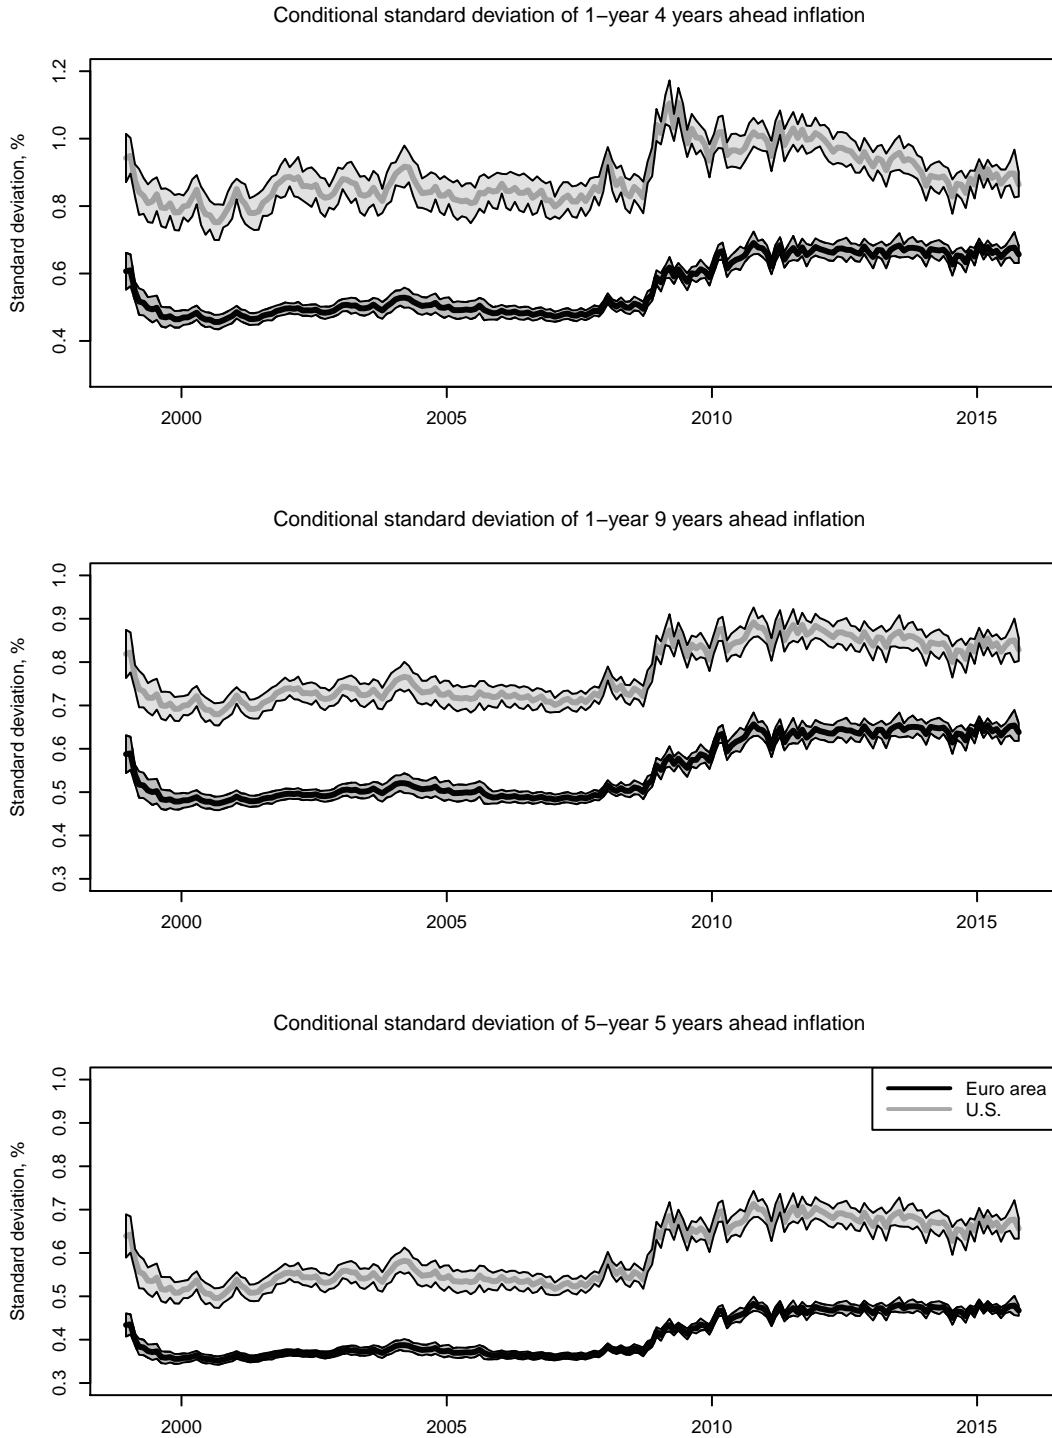 Conditional standard deviation of 1−year 4 years ahead inflation
Standard deviation, %
1.2
1.0
0.8
0.6
0.4
2000 2005 2010 2015
Conditional standard deviation of 1−year 9 years ahead inflation
Standard deviation, %
1.0
0.9
0.8
0.7
0.6
0.5
0.4
0.3
2000 2005 2010 2015
Conditional standard deviation of 5−year 5 years ahead inflation
Standard deviation, %
1.0
0.9
0.8
0.7
0.6
0.5
0.4
0.3
Euro area
U.S.
2000 2005 2010 2015